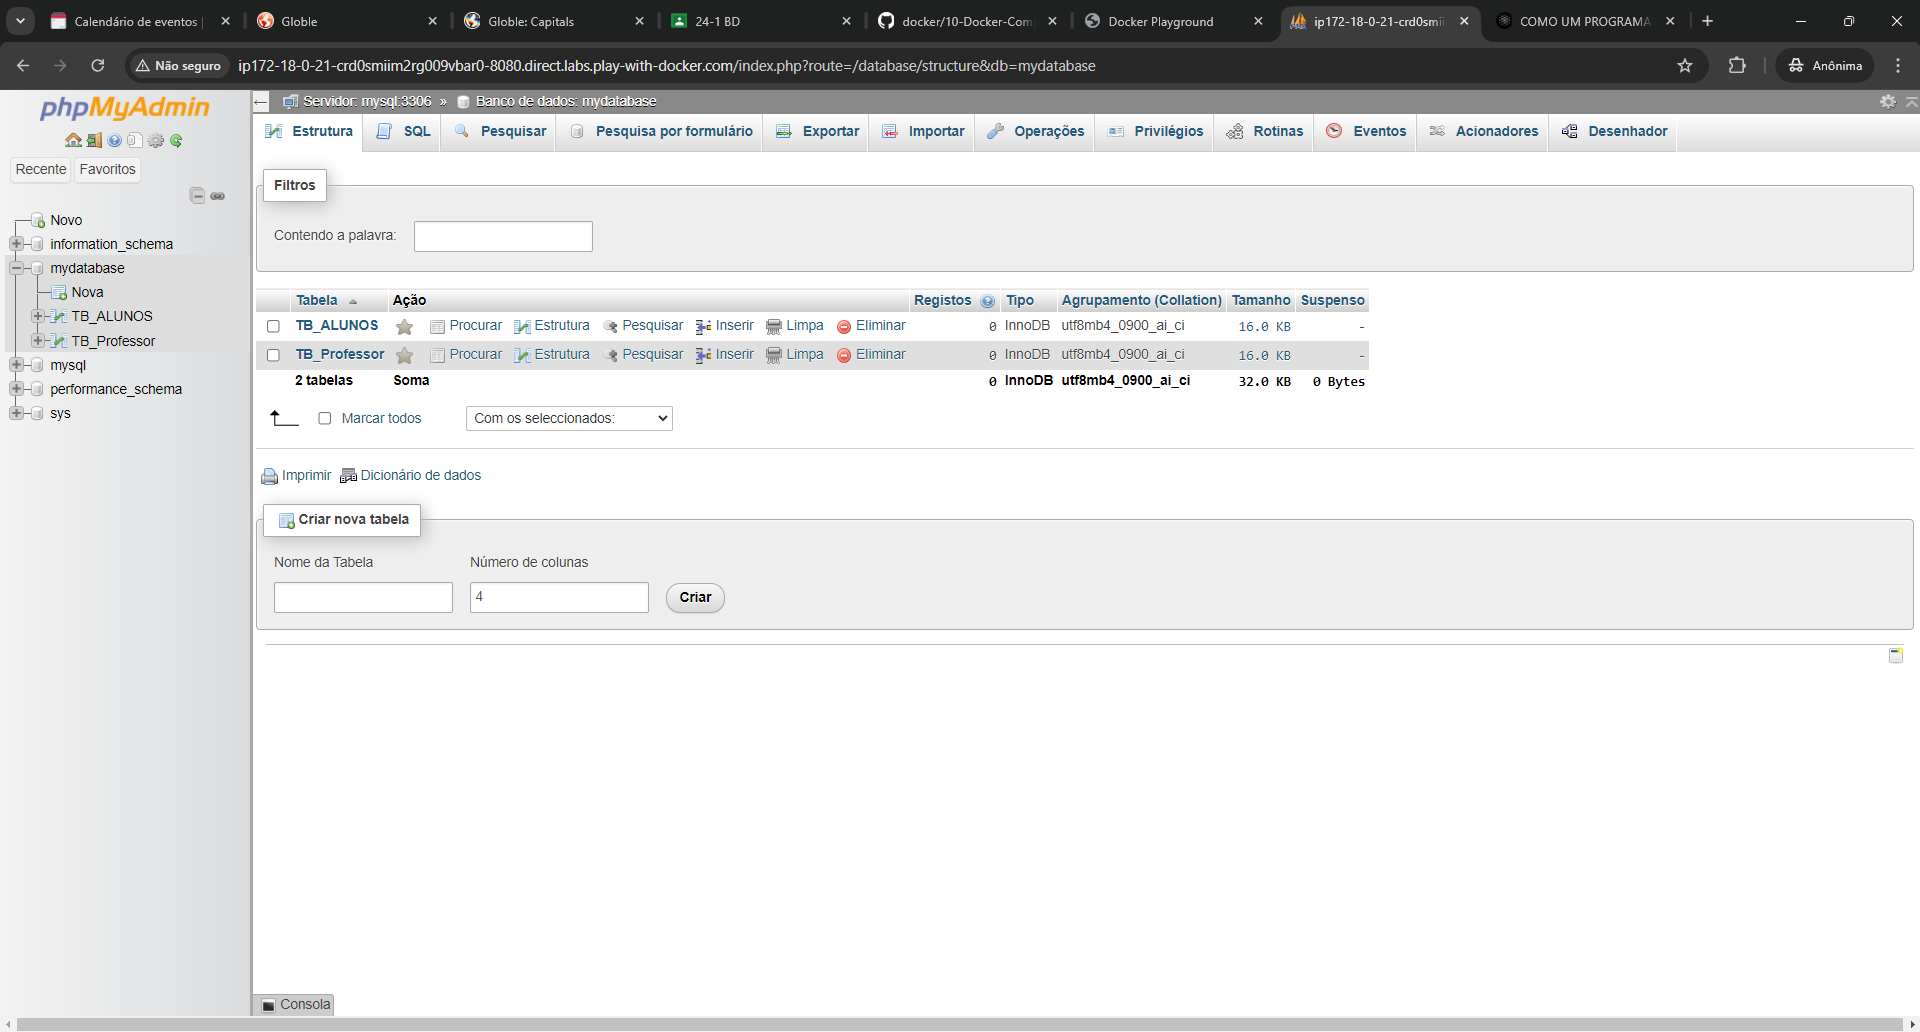 Calendário de eventos |
Globle
Globle: Capitals
24-1 BD
docker/10-Docker-Com
Docker Playground
ip172-18-0-21-crd0smii
COMO UM PROGRAMA
Não seguro
ip172-18-0-21-crd0smiim2rg009vbar0-8080.direct.labs.play-with-docker.com/index.php?route=/database/structure&db=mydatabase
Anônima
phpMyAdmin
Recente Favoritos
Novo
information_schema
mydatabase
Nova
TB_ALUNOS
TB_Professor
mysql
performance_schema
sys
Servidor: mysql:3306 » Banco de dados: mydatabase
Estrutura SQL Pesquisar Pesquisa por formulário Exportar Importar Operações Privilégios Rotinas Eventos Acionadores Desenhador
Filtros
Contendo a palavra:
Tabela Ação Registos Tipo Agrupamento (Collation) Tamanho Suspenso
TB_ALUNOS Procurar Estrutura Pesquisar Inserir Limpa Eliminar 0 InnoDB utf8mb4_0900_ai_ci 16.0 KB -
TB_Professor Procurar Estrutura Pesquisar Inserir Limpa Eliminar 0 InnoDB utf8mb4_0900_ai_ci 16.0 KB -
2 tabelas Soma 0 InnoDB utf8mb4_0900_ai_ci 32.0 KB 0 Bytes
Marcar todos Com os seleccionados:
Imprimir Dicionário de dados
Criar nova tabela
Nome da Tabela Número de colunas
4 Criar
Consola